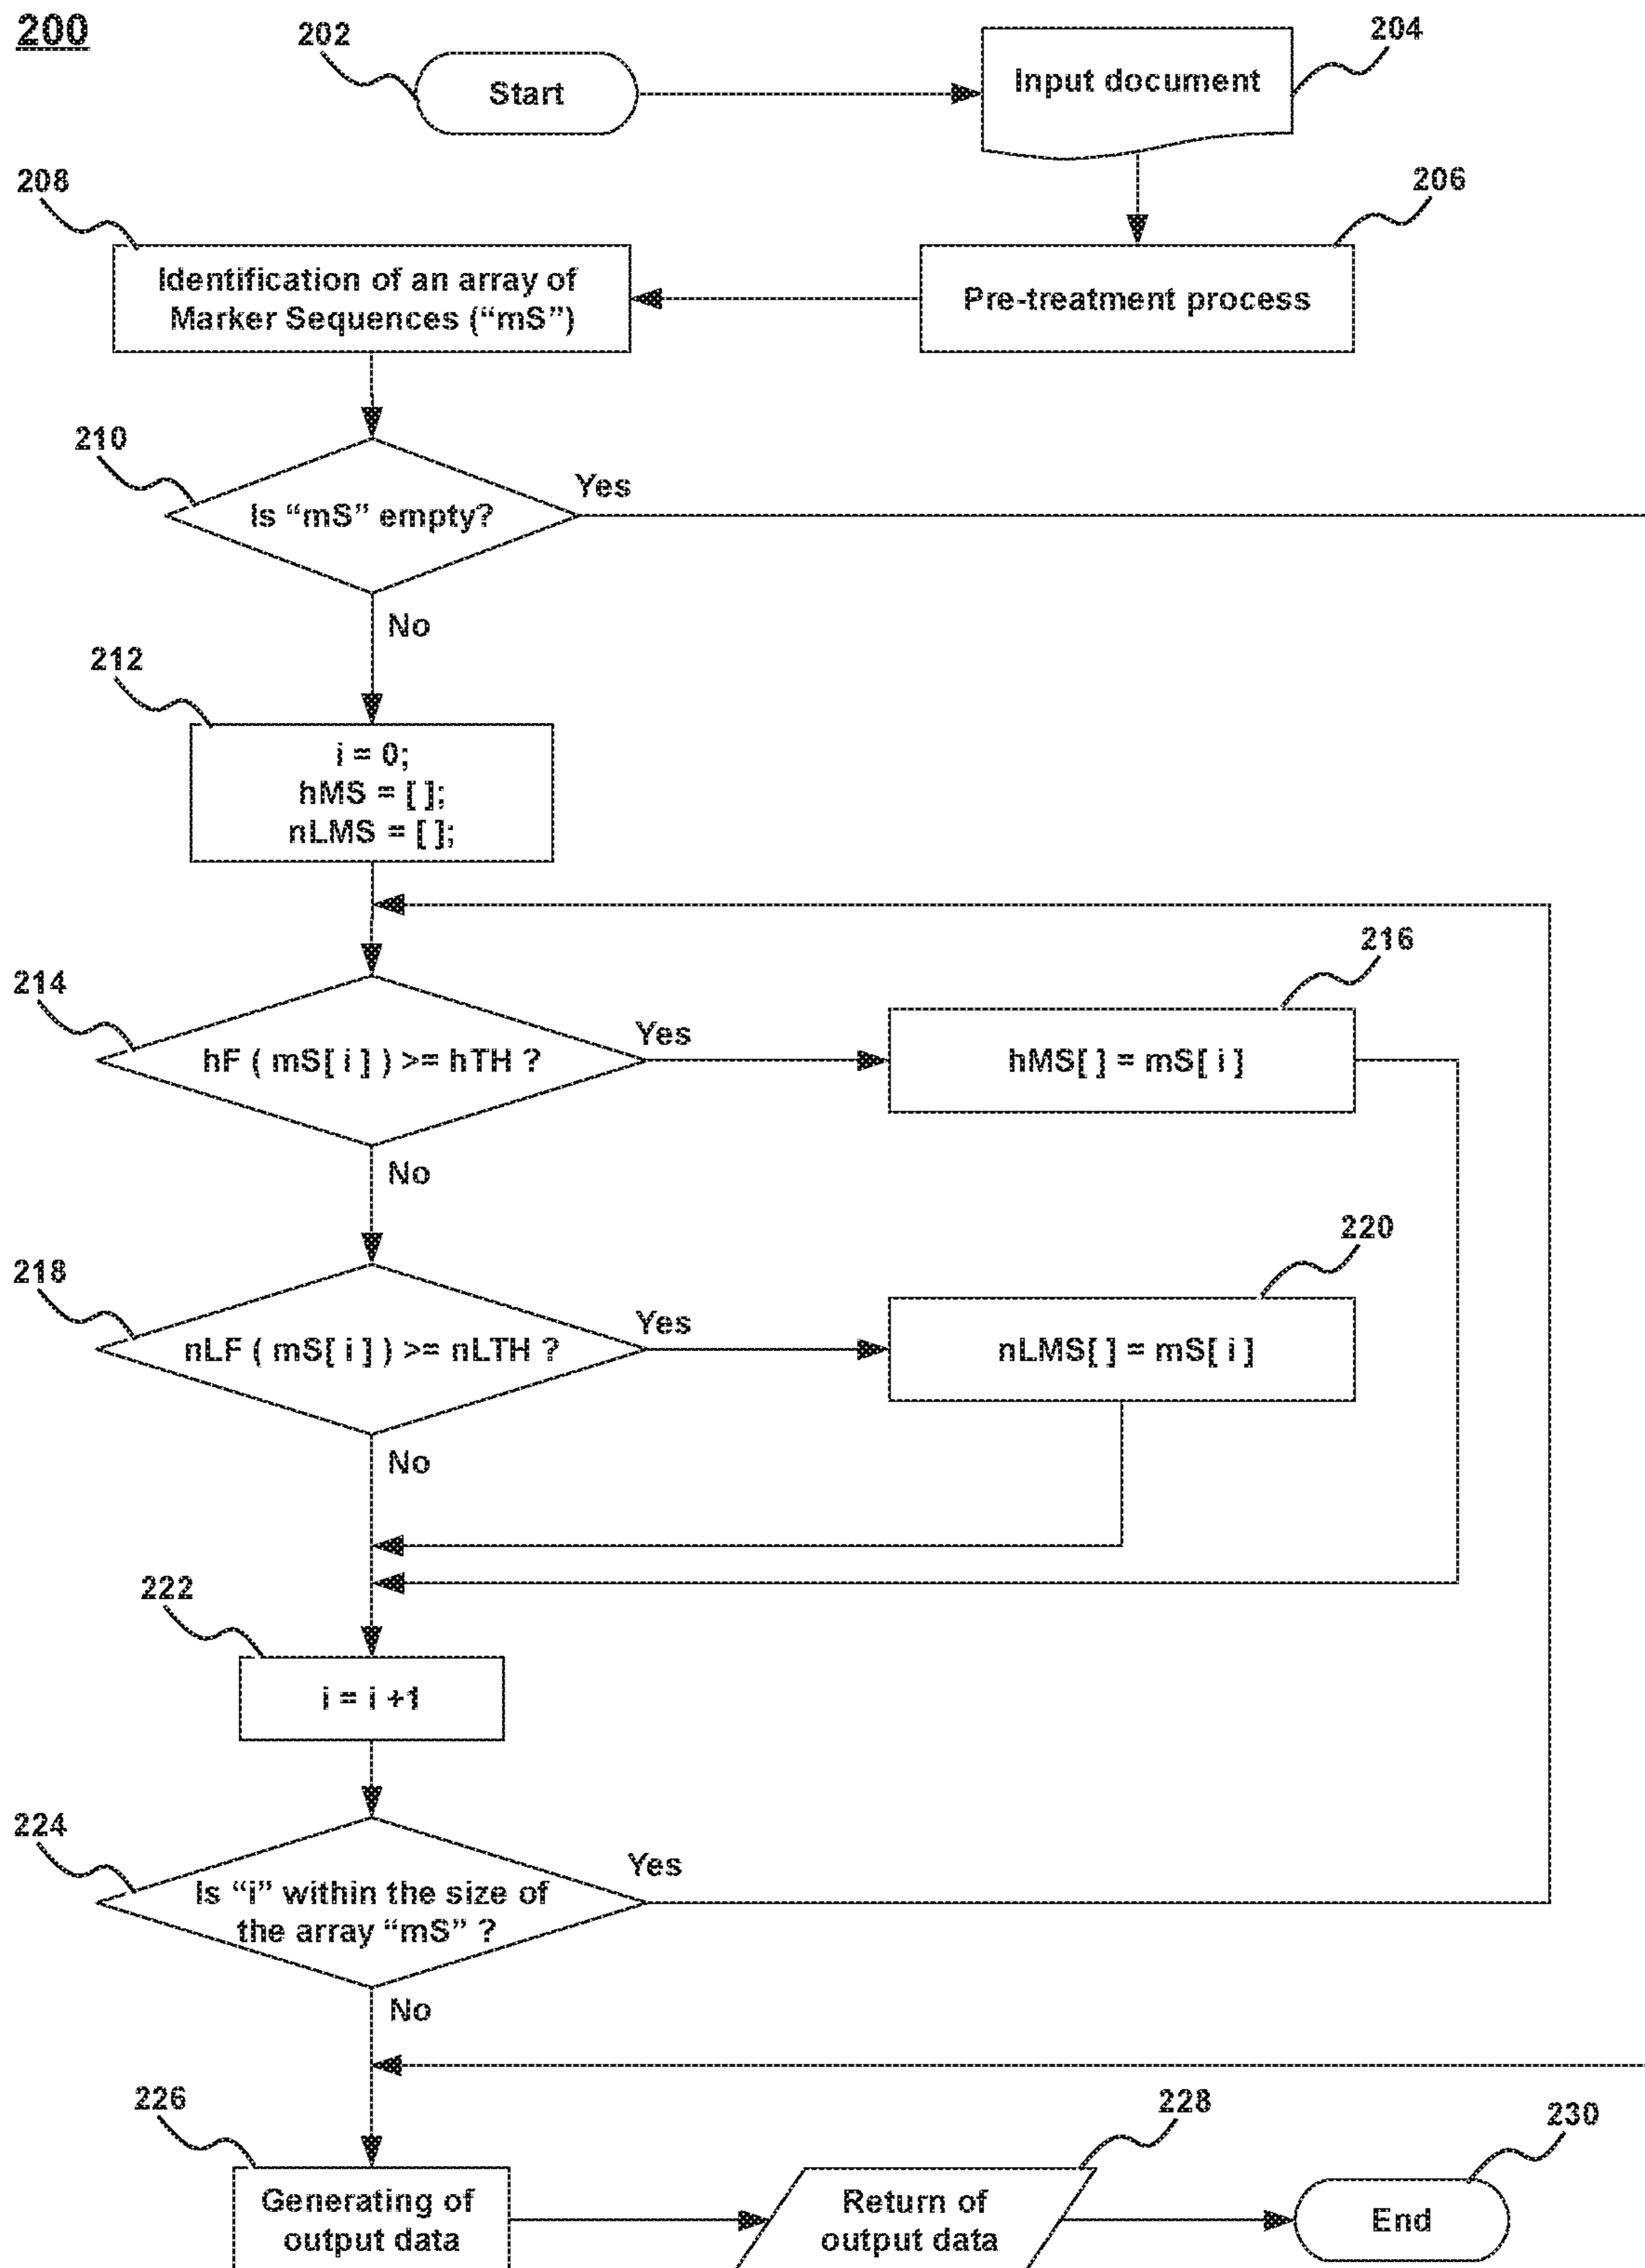 200
202
Start
204
Input document
206
Pre-treatment process
208
Identification of an array of
Marker Sequences (“mS”)
210
Is “mS” empty?
Yes
No
212
i = 0;
hMS = [ ];
nLMS = [ ];
214
hF ( mS[ i ] ) >= hTH ?
Yes
216
hMS[ ] = mS[ i ]
No
218
nLF ( mS[ i ] ) >= nLTH ?
Yes
220
nLMS[ ] = mS[ i ]
No
222
i = i +1
224
Is “i” within the size of
the array “mS” ?
Yes
No
226
Generating of
output data
228
Return of
output data
230
End